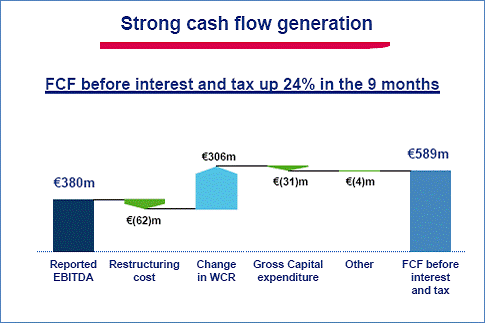 Strong cash flow generation
FCF before interest and tax up 24% in the 9 months
€380m
€(62)m
€306m
€(31)m
€(4)m
€589m
Reported
EBITDA
Restructuring
cost
Change
in WCR
Gross Capital
expenditure
Other
FCF before
interest
and tax